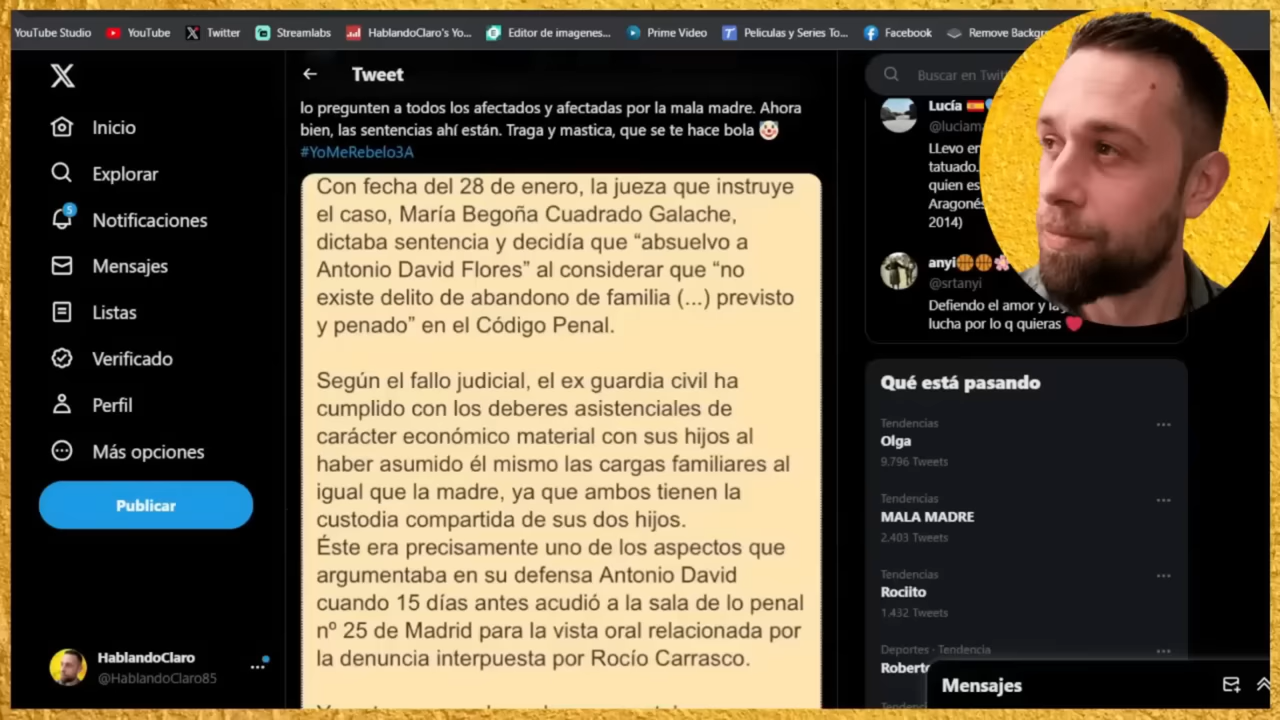 YouTube Studio
YouTube
Twitter
Streamlabs
HablandoClaro's Yo...
Editor de imagenes...
Prime Video
Peliculas y Series To...
Facebook
Remove Backgr
X
Inicio
Explorar
5
Notificaciones
Mensajes
Listas
Verificado
Perfil
Más opciones
Publicar
HablandoClaro
@HablandoClaro85
...
Tweet
lo pregunten a todos los afectados y afectadas por la mala madre. Ahora
bien, las sentencias ahí están. Traga y mastica, que se te hace bola 🤡
#YoMeRebelo3A
Con fecha del 28 de enero, la jueza que instruye
el caso, María Begoña Cuadrado Galache,
dictaba sentencia y decidía que “absuelvo a
Antonio David Flores” al considerar que “no
existe delito de abandono de familia (...) previsto
y penado” en el Código Penal.
Según el fallo judicial, el ex guardia civil ha
cumplido con los deberes asistenciales de
carácter económico material con sus hijos al
haber asumido él mismo las cargas familiares al
igual que la madre, ya que ambos tienen la
custodia compartida de sus dos hijos.
Éste era precisamente uno de los aspectos que
argumentaba en su defensa Antonio David
cuando 15 días antes acudió a la sala de lo penal
nº 25 de Madrid para la vista oral relacionada por
la denuncia interpuesta por Rocío Carrasco.
Buscar en Twit
Lucía 🇪🇸
@luciam
LLevo en
tatuado.
quien es
Aragonés
2014)
anyi🏀🏀🌸
@srtanyi
Defiendo el amor y la
lucha por lo q quieras ❤️
Qué está pasando
Tendencias
Olga
9.796 Tweets
Tendencias
MALA MADRE
2.403 Tweets
Tendencias
Rociito
1.432 Tweets
Deportes · Tendencia
Roberto
Mensajes